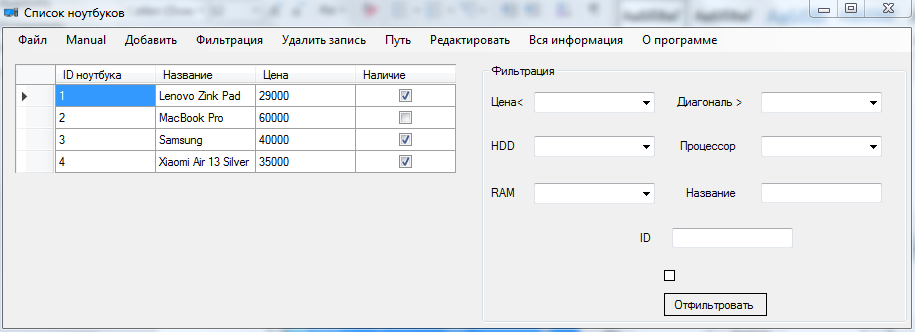 Список ноутбуков
Файл Manual Добавить Фильтрация Удалить запись Путь Редактировать Вся информация О программе
ID ноутбука Название Цена Наличие
1 Lenovo Zink Pad 29000
2 MacBook Pro 60000
3 Samsung 40000
4 Xiaomi Air 13 Silver 35000
Фильтрация
Цена< Диагональ >
HDD Процессор
RAM Название
ID
Отфильтровать